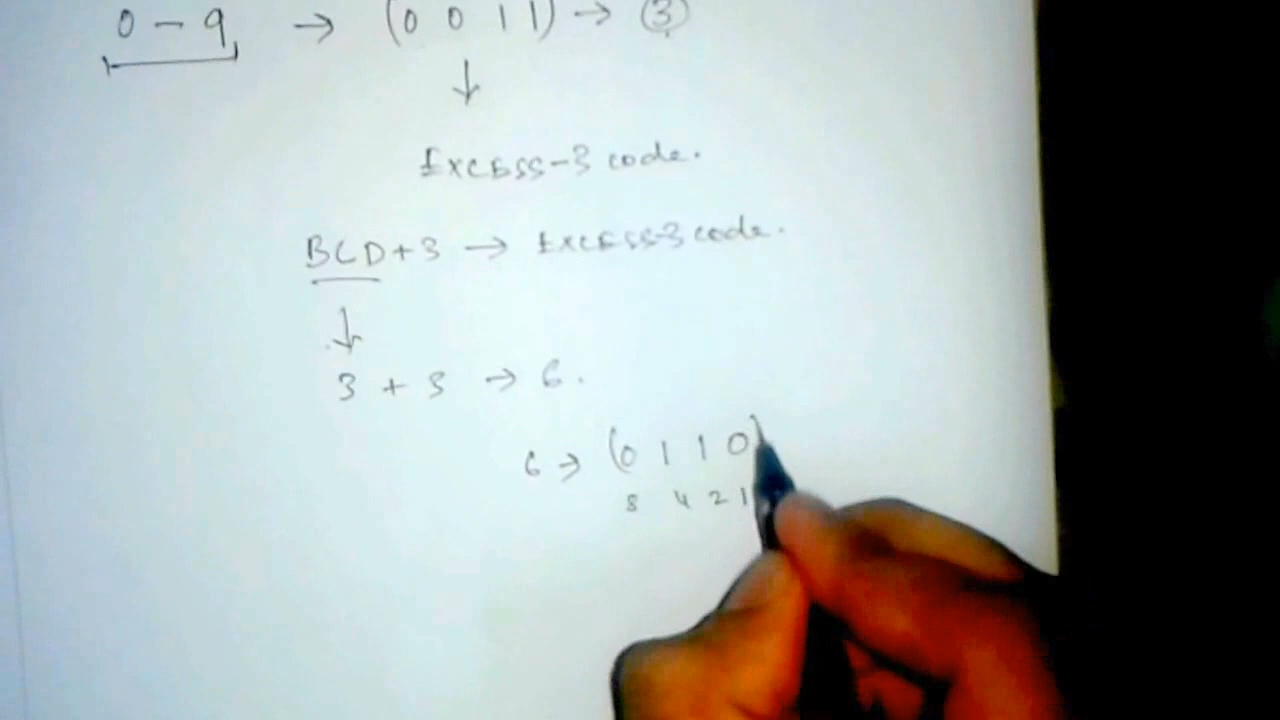 0 - 9 → (0 0 1 1) → 3
↓
Excess-3 code.
BCD + 3 → Excess-3 code.
↓
3 + 3 → 6.
6 → (0 1 1 0)
8 4 2 1